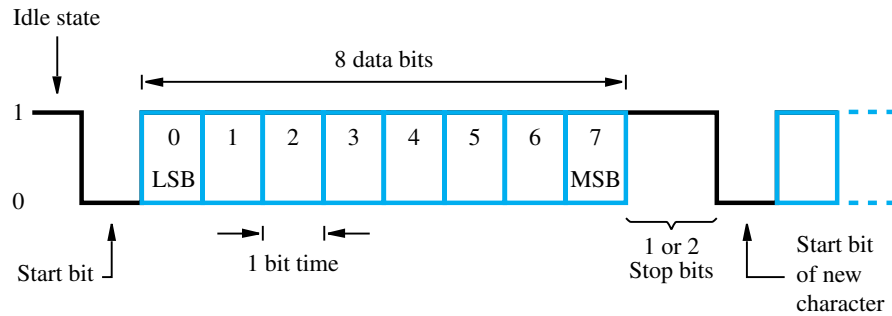 Idle state
8 data bits
1
0 1 2 3 4 5 6 7
LSB
MSB
0
Start bit
1 bit time
1 or 2
Stop bits
Start bit
of new
character